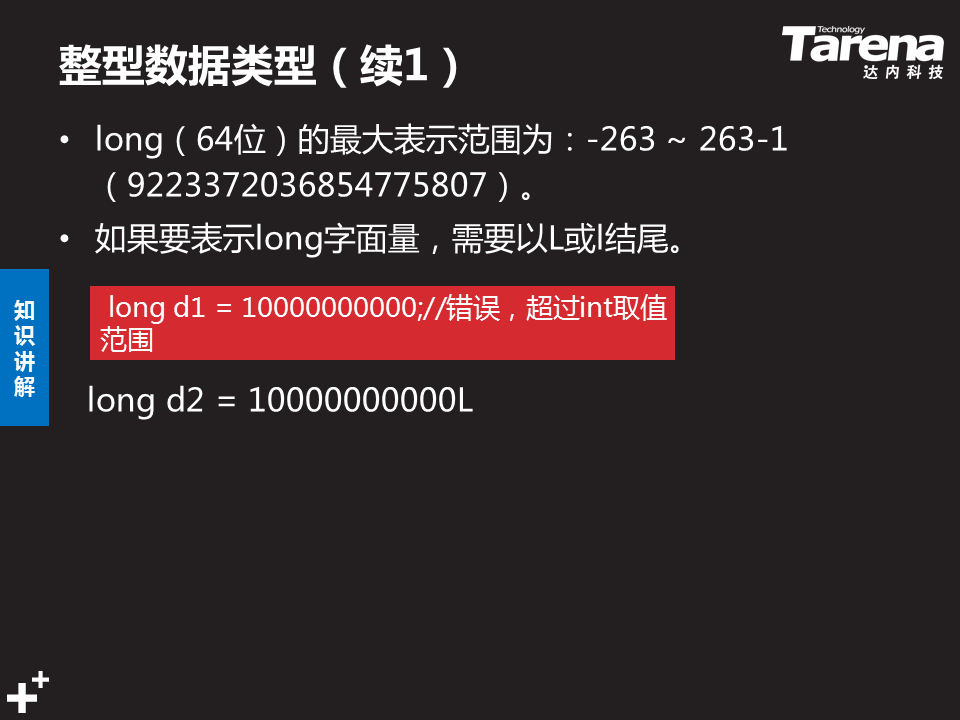 整型数据类型（续1）
Technology
Tarena
达内科技
• long（64位）的最大表示范围为：-263 ~ 263-1
（9223372036854775807）。
• 如果要表示long字面量，需要以L或l结尾。
知
识
讲
解
long d1 = 10000000000;//错误，超过int取值
范围
long d2 = 10000000000L